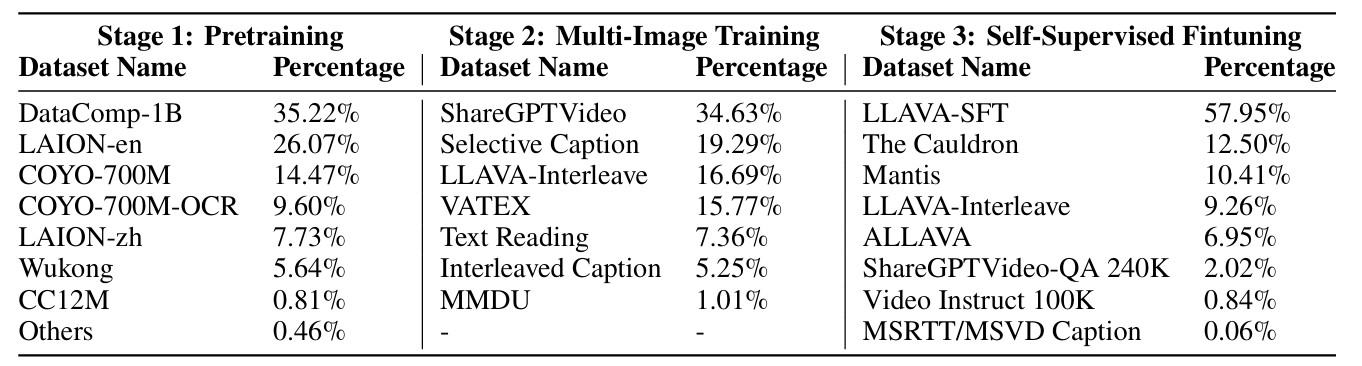 Stage 1: Pretraining Stage 2: Multi-Image Training Stage 3: Self-Supervised Fintuning
Dataset Name Percentage Dataset Name Percentage Dataset Name Percentage
DataComp-1B 35.22% ShareGPTVideo 34.63% LLAVA-SFT 57.95%
LAION-en 26.07% Selective Caption 19.29% The Cauldron 12.50%
COYO-700M 14.47% LLAVA-Interleave 16.69% Mantis 10.41%
COYO-700M-OCR 9.60% VATEX 15.77% LLAVA-Interleave 9.26%
LAION-zh 7.73% Text Reading 7.36% ALLAVA 6.95%
Wukong 5.64% Interleaved Caption 5.25% ShareGPTVideo-QA 240K 2.02%
CC12M 0.81% MMDU 1.01% Video Instruct 100K 0.84%
Others 0.46% - - MSRTT/MSVD Caption 0.06%